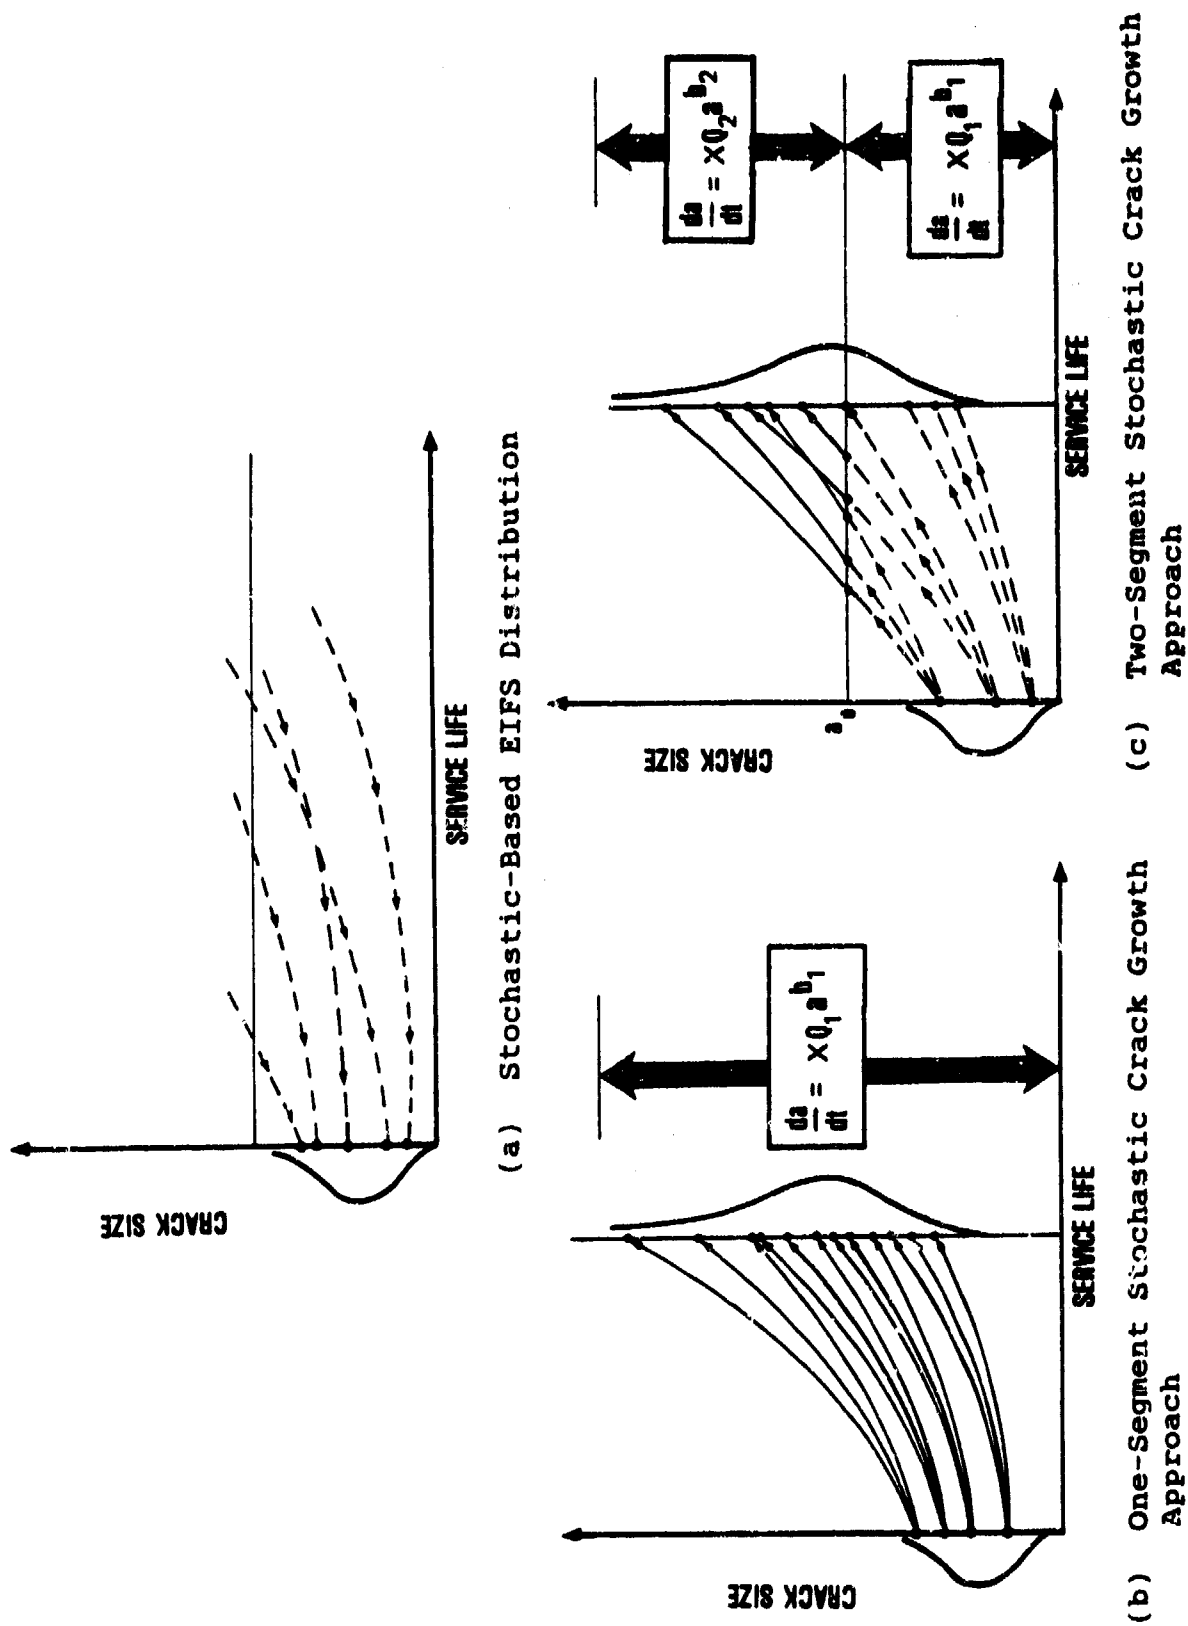 CRACK SIZE
SERVICE LIFE
(a) Stochastic-Based EIFS Distribution
CRACK SIZE
da/dt = XQ₁a^b₁
SERVICE LIFE
(b) One-Segment Stochastic Crack Growth
Approach
CRACK SIZE
a₀
da/dt = XQ₂a^b₂
da/dt = XQ₁a^b₁
SERVICE LIFE
(c) Two-Segment Stochastic Crack Growth
Approach